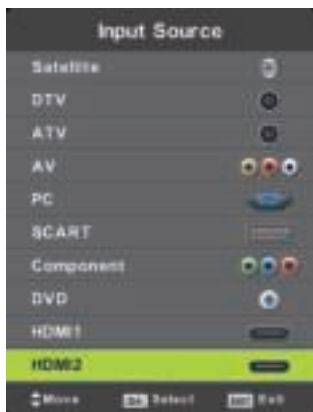 Input Source
Satellite
DTV
ATV
AV
PC
SCART
Component
DVD
HDMI1
HDMI2
Move Select Exit